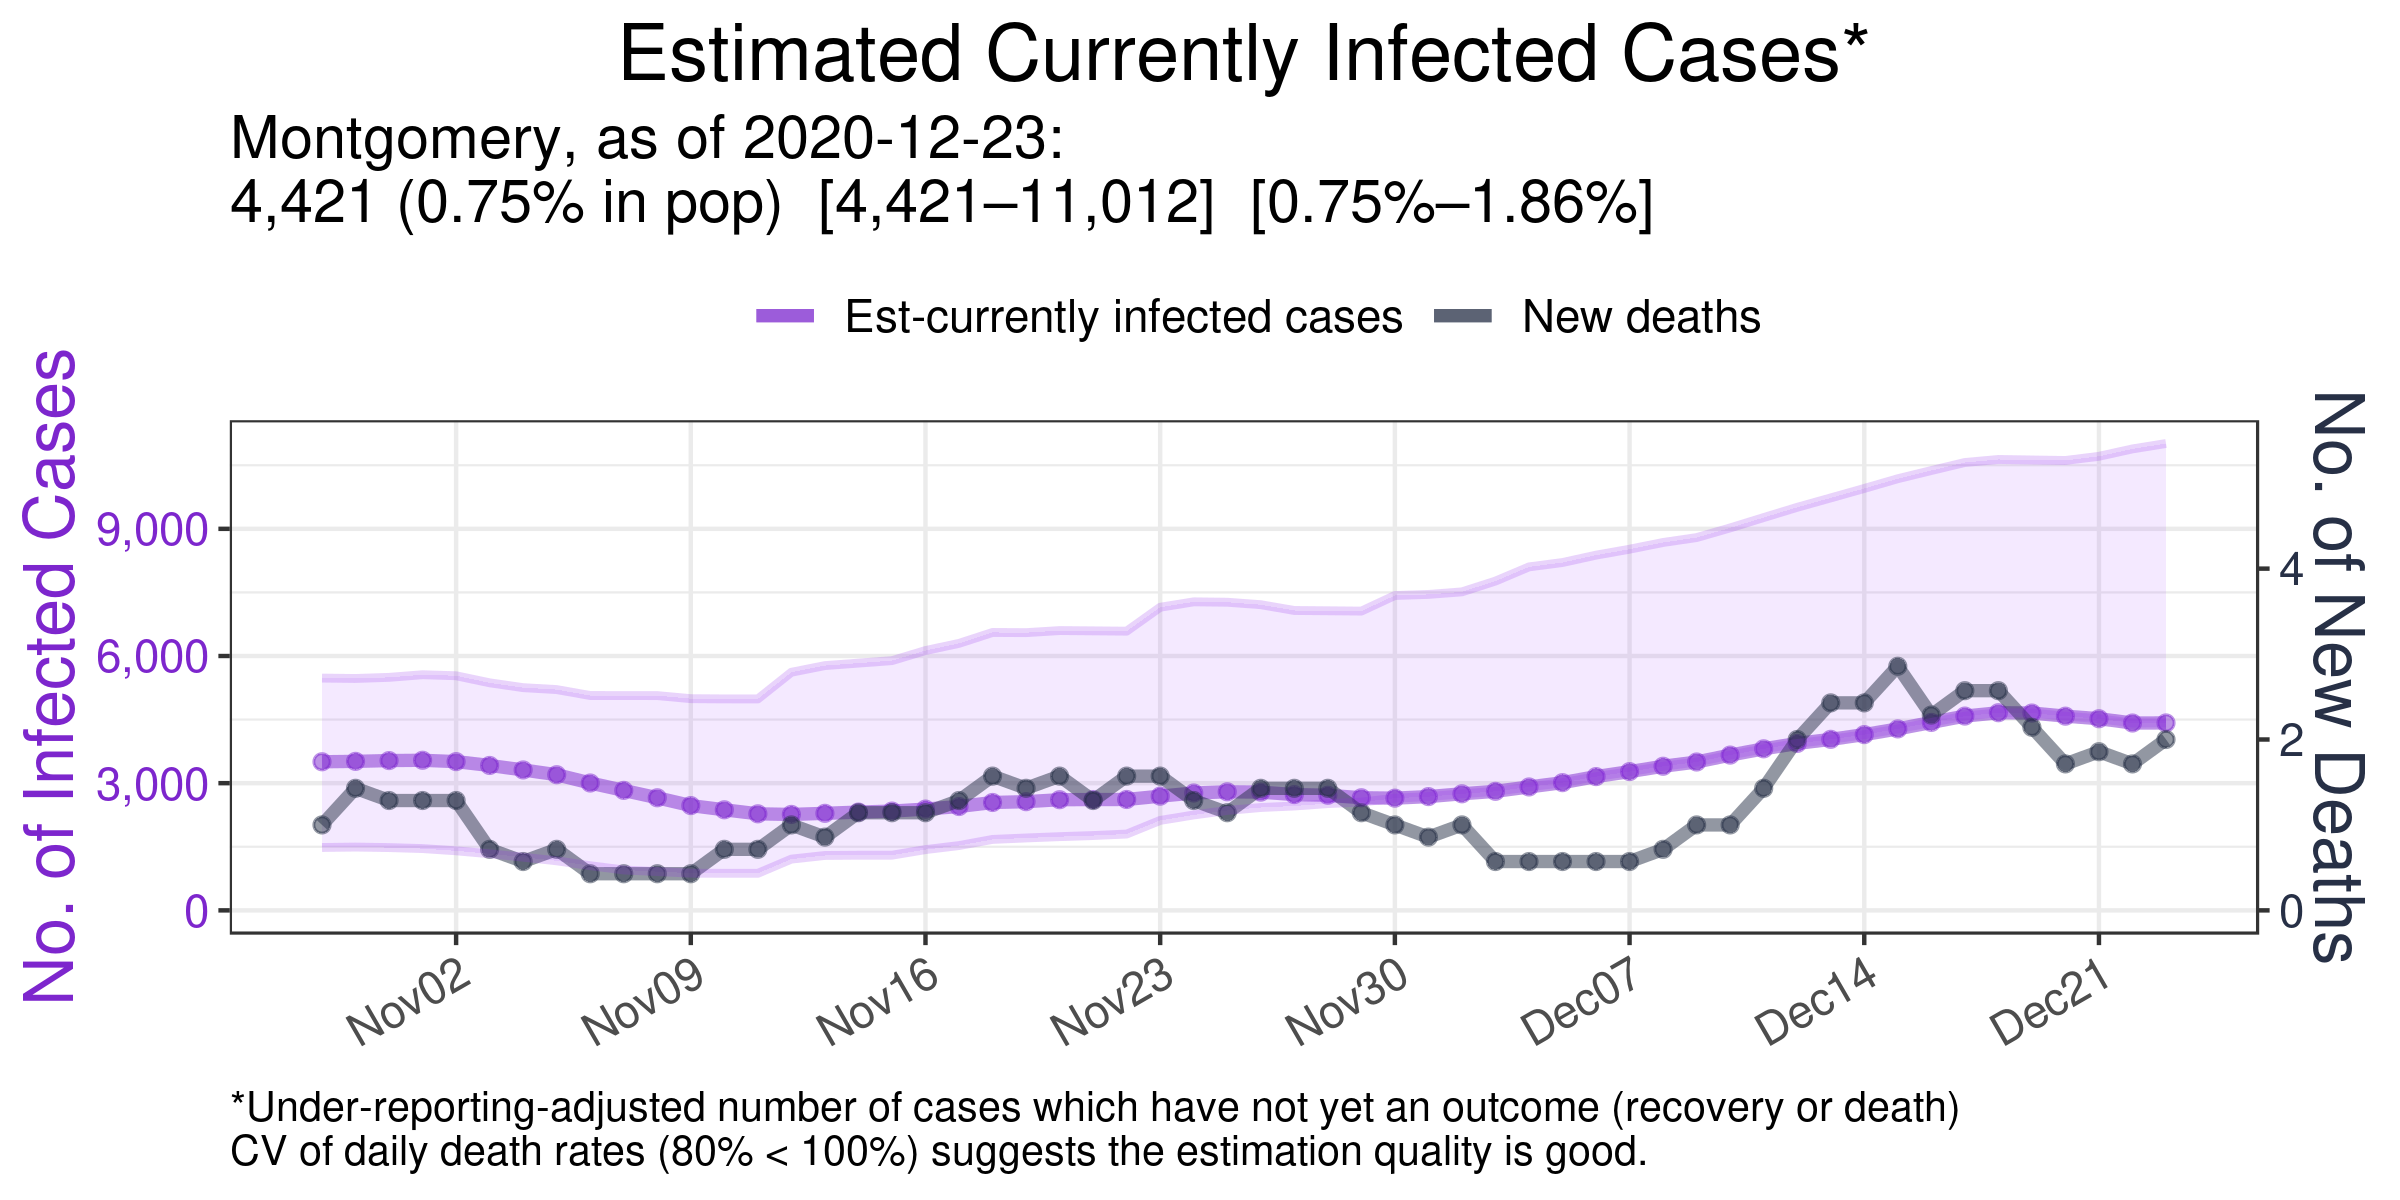 Estimated Currently Infected Cases*
Montgomery, as of 2020-12-23:
4,421 (0.75% in pop)  [4,421–11,012]  [0.75%–1.86%]
Est-currently infected cases
New deaths
No. of Infected Cases
9,000
6,000
3,000
0
4
2
0
No. of New Deaths
Nov02
Nov09
Nov16
Nov23
Nov30
Dec07
Dec14
Dec21
*Under-reporting-adjusted number of cases which have not yet an outcome (recovery or death)
CV of daily death rates (80% < 100%) suggests the estimation quality is good.